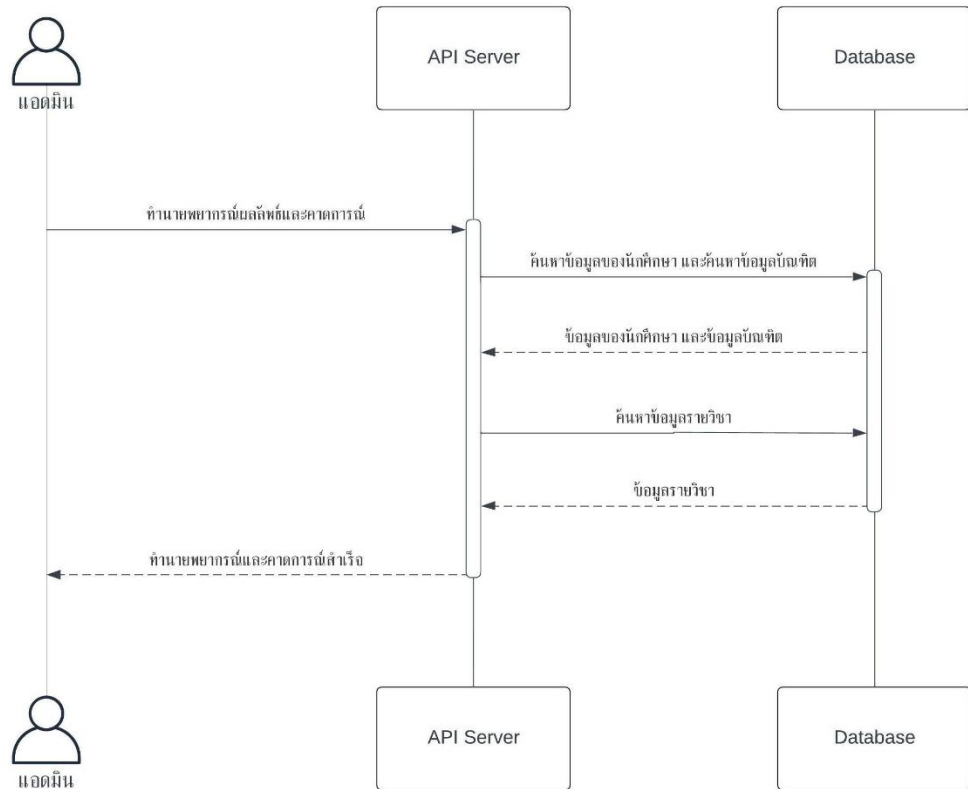 API Server
Database
แอดมิน
ทำนายพยากรณ์ผลลัพธ์และคาดการณ์
ค้นหาข้อมูลของนักศึกษา และค้นหาข้อมูลบัณฑิต
ข้อมูลของนักศึกษา และข้อมูลบัณฑิต
ค้นหาข้อมูลรายวิชา
ข้อมูลรายวิชา
ทำนายพยากรณ์และคาดการณ์สำเร็จ
API Server
Database
แอดมิน